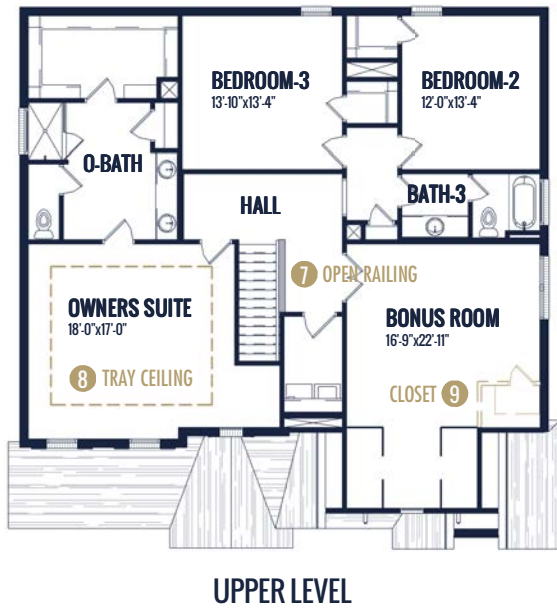 BEDROOM-3
13'-10"x13'-4"
BEDROOM-2
12'-0"x13'-4"
O-BATH
BATH-3
HALL
7 OPEN RAILING
OWNERS SUITE
18'-0"x17'-0"
BONUS ROOM
16'-9"x22'-11"
8 TRAY CEILING
CLOSET 9
UPPER LEVEL